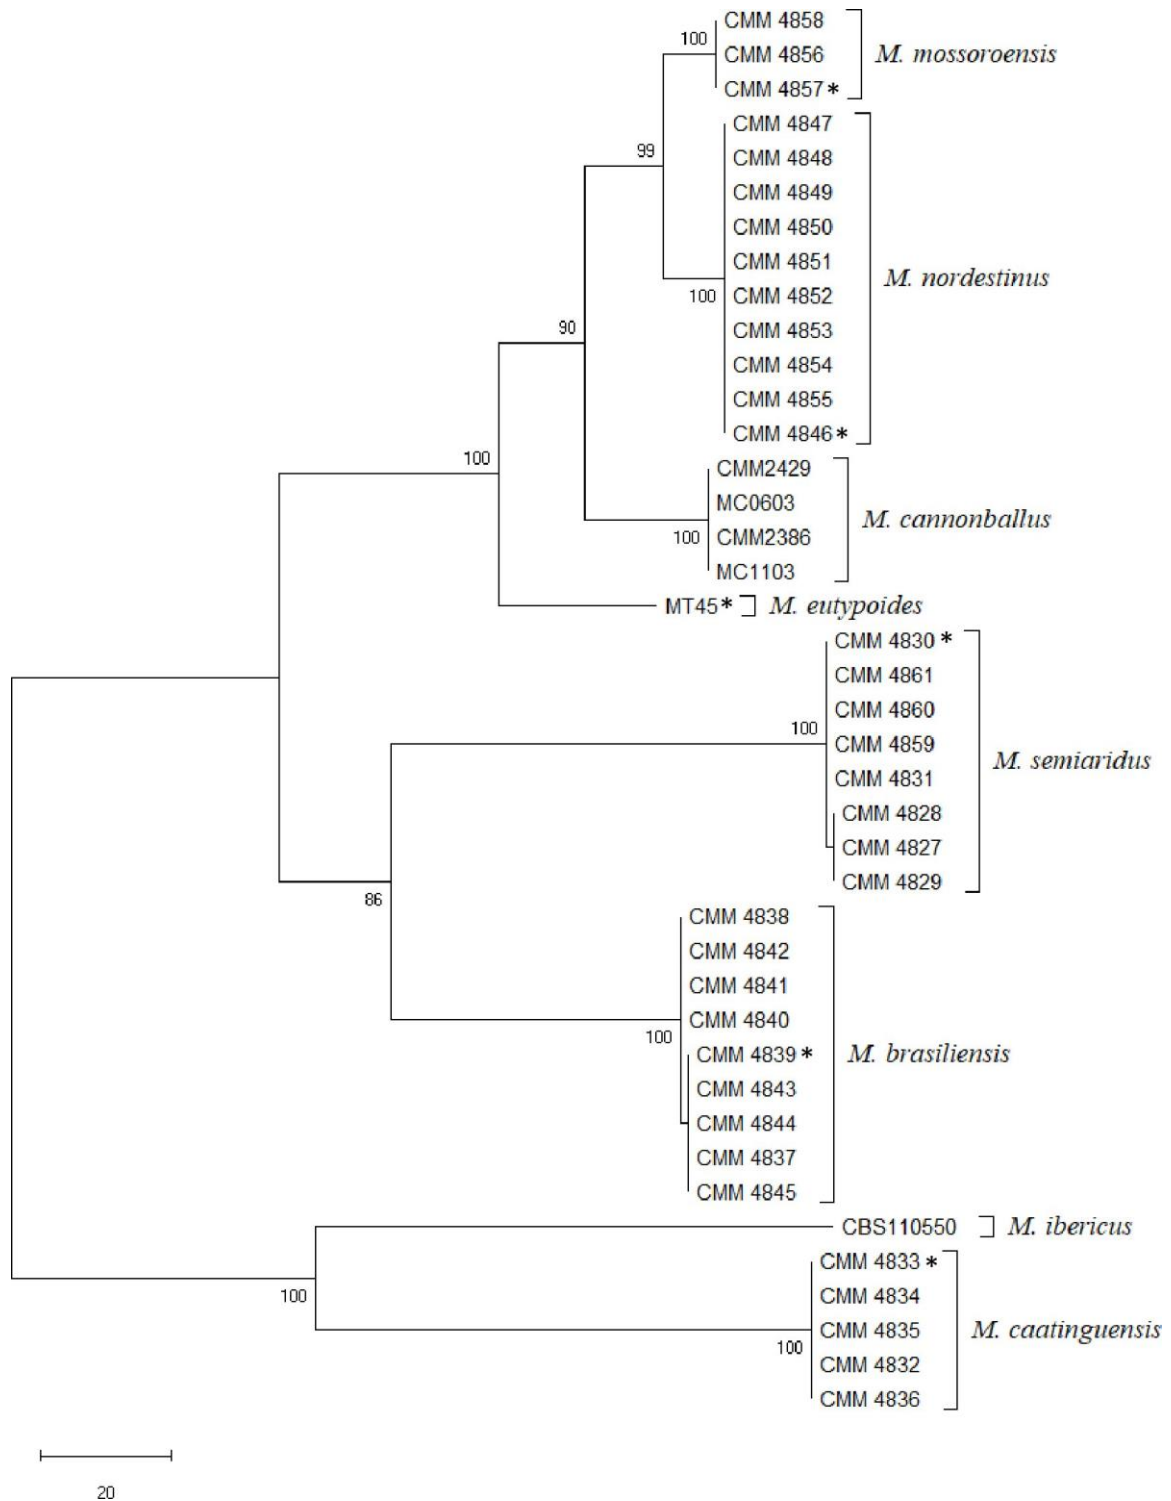 CMM 4858
100
CMM 4856
M. mossoroensis
CMM 4857*
CMM 4847
99
CMM 4848
CMM 4849
CMM 4850
CMM 4851
M. nordestinus
100
CMM 4852
90
CMM 4853
CMM 4854
CMM 4855
CMM 4846*
100
CMM2429
MC0603
M. cannonballus
100
CMM2386
MC1103
MT45*
M. eutypoides
CMM 4830*
CMM 4861
CMM 4860
100
CMM 4859
M. semiaridus
CMM 4831
CMM 4828
CMM 4827
CMM 4829
86
CMM 4838
CMM 4842
CMM 4841
CMM 4840
100
CMM 4839*
M. brasiliensis
CMM 4843
CMM 4844
CMM 4837
CMM 4845
CBS110550
M. ibericus
CMM 4833*
100
CMM 4834
CMM 4835
M. caatinguensis
100
CMM 4832
CMM 4836
20